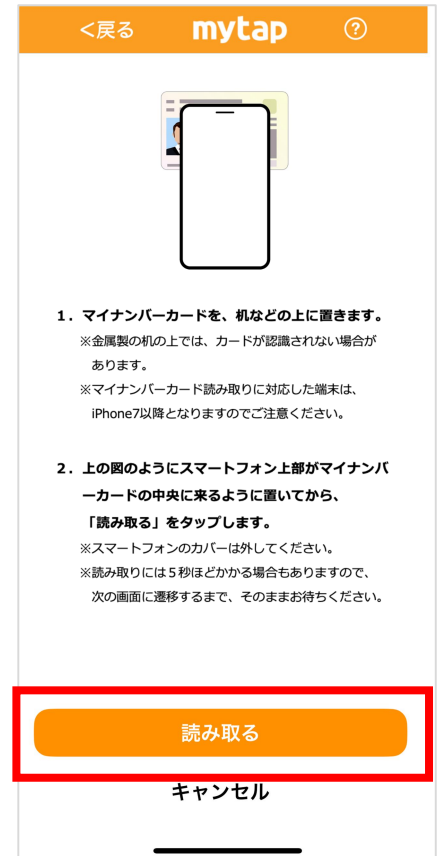 <戻る mytap ?
1. マイナンバーカードを、机などの上に置きます。
※金属製の机の上では、カードが認識されない場合が
あります。
※マイナンバーカード読み取りに対応した端末は、
iPhone7以降となりますのでご注意ください。
2. 上の図のようにスマートフォン上部がマイナンバ
ーカードの中央に来るように置いてから、
「読み取る」をタップします。
※スマートフォンのカバーは外してください。
※読み取りには5秒ほどかかる場合もありますので、
次の画面に遷移するまで、そのままお待ちください。
読み取る
キャンセル